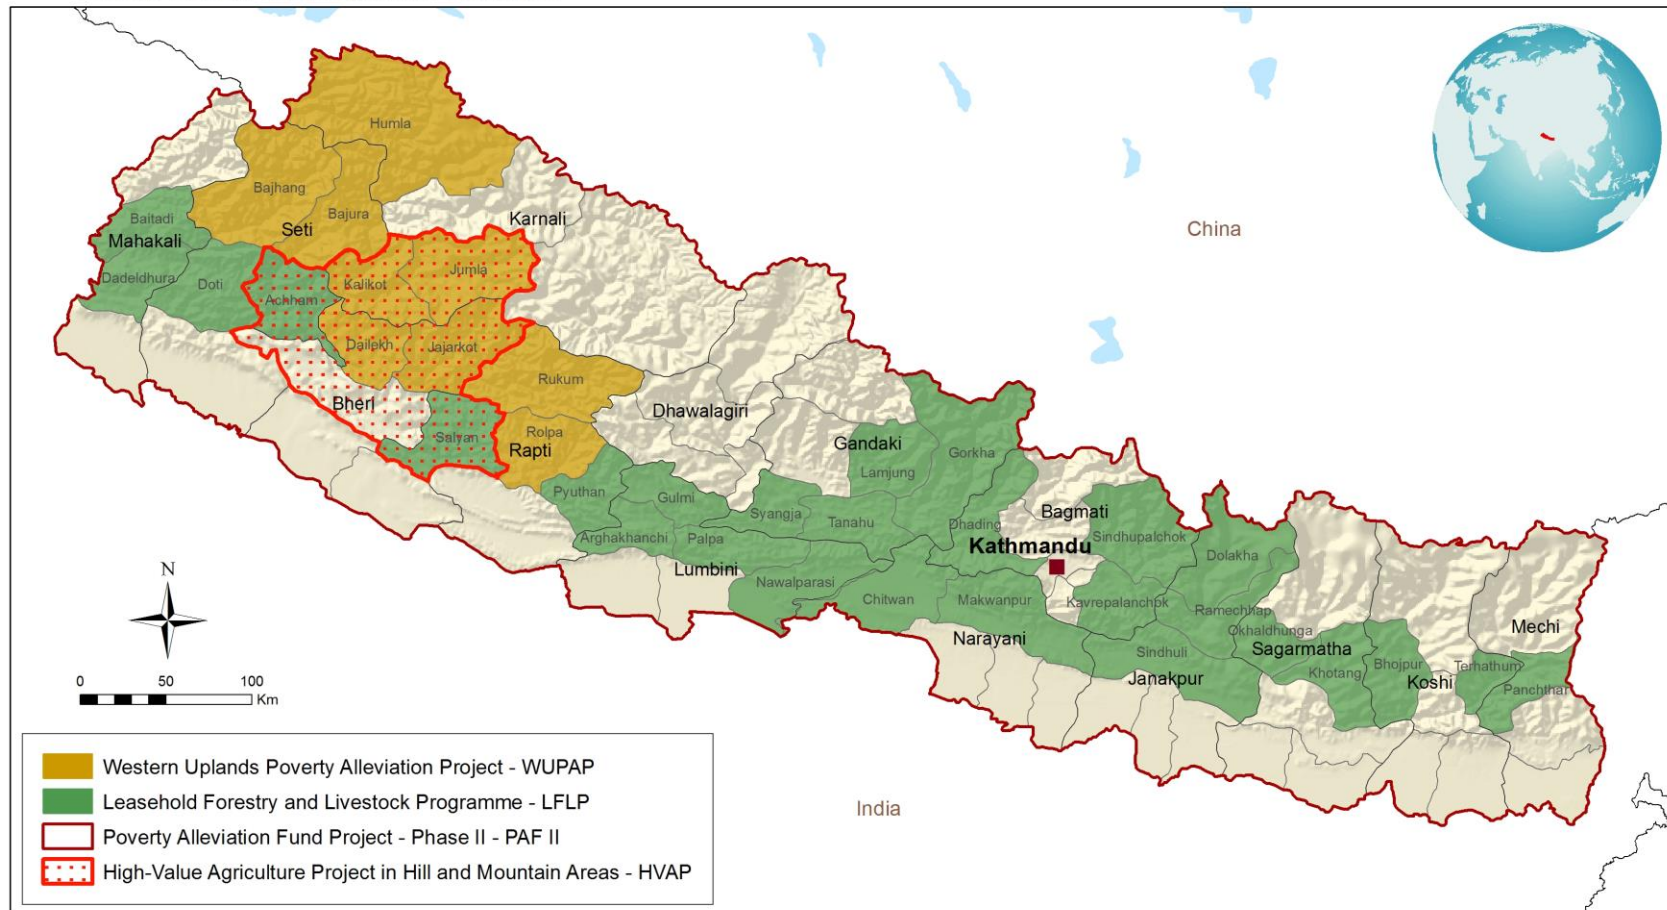 Humla
China
Bajhang
Bajura
Karnali
Baitadi
Seti
Mahakali
Dadeldhura
Doti
Achham
Kalikot
Jumla
Dailekh
Jajarkot
Rukum
Bheri
Dhawalagiri
Salyan
Rolpa
Rapti
Gandaki
Lamjung
Gorkha
Pyuthan
Gulmi
Syangja
Tanahu
Dhading
Bagmati
Sindhupalchok
Arghakhanchi
Palpa
Kathmandu
Dolakha
Lumbini
Nawalparasi
Chitwan
Makwanpur
Kavrepalanchok
Ramechhap
Okhaldhunga
Mechi
Narayani
Sindhuli
Sagarmatha
Khotang
Bhojpur
Terhathum
Janakpur
Koshi
Panchthar
N
0 50 100
Km
India
Western Uplands Poverty Alleviation Project - WUPAP
Leasehold Forestry and Livestock Programme - LFLP
Poverty Alleviation Fund Project - Phase II - PAF II
High-Value Agriculture Project in Hill and Mountain Areas - HVAP